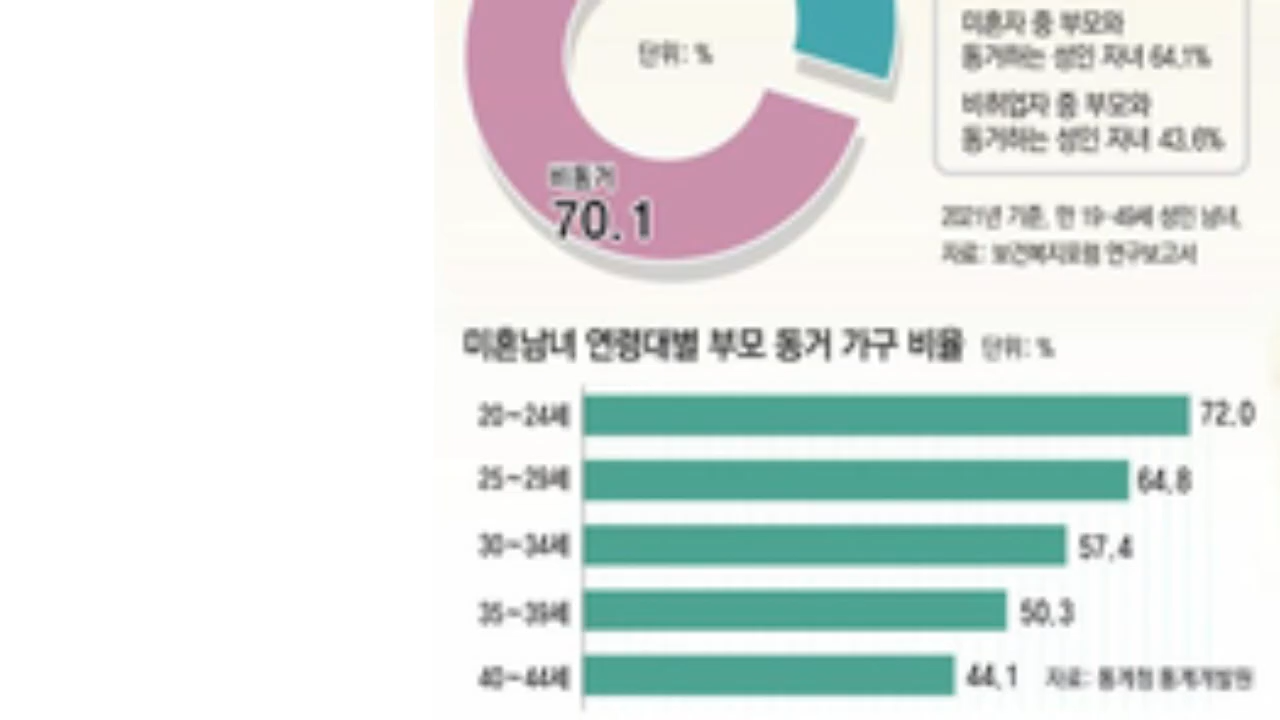 단위: %
비동거
70.1
미혼자 중 부모와
동거하는 성인 자녀 64.1%
비취업자 중 부모와
동거하는 성인 자녀 43.6%
2021년 기준, 만 19~49세 성인 남녀,
자료: 보건복지포럼 연구보고서
미혼남녀 연령대별 부모 동거 가구 비율 단위: %
20~24세 72.0
25~29세 64.8
30~34세 57.4
35~39세 50.3
40~44세 44.1 자료: 통계청 통계개발원